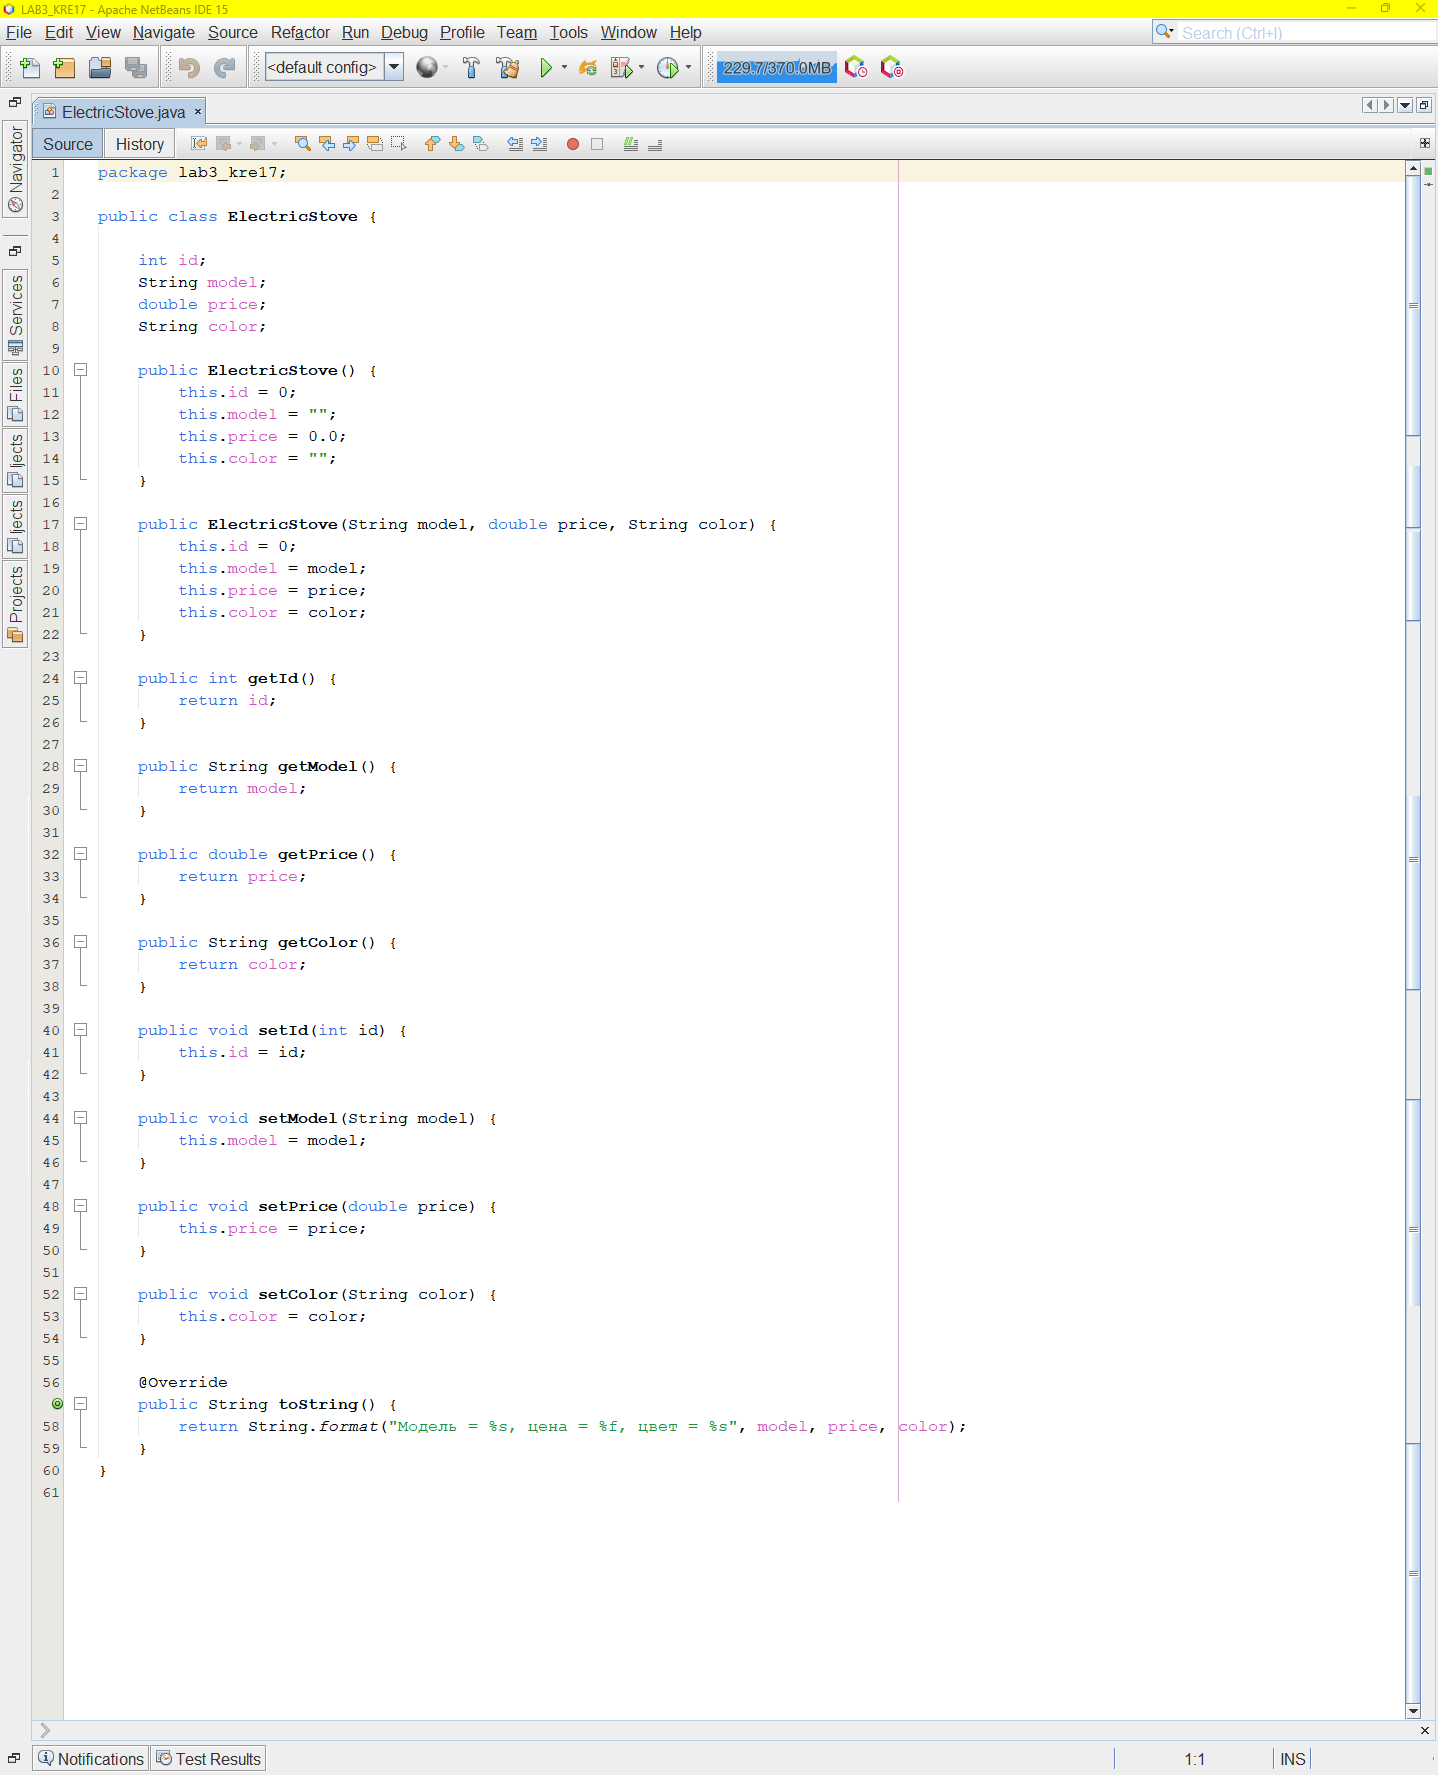 LAB3_KRE17 - Apache NetBeans IDE 15
File Edit View Navigate Source Refactor Run Debug Profile Team Tools Window Help
Search (Ctrl+I)
<default config>
229.7/370.0MB
ElectricStove.java
Source History
Navigator
Services
Files
jects
jects
Projects
1 package lab3_kre17;
2
3 public class ElectricStove {
4
5 int id;
6 String model;
7 double price;
8 String color;
9
10 public ElectricStove() {
11 this.id = 0;
12 this.model = "";
13 this.price = 0.0;
14 this.color = "";
15 }
16
17 public ElectricStove(String model, double price, String color) {
18 this.id = 0;
19 this.model = model;
20 this.price = price;
21 this.color = color;
22 }
23
24 public int getId() {
25 return id;
26 }
27
28 public String getModel() {
29 return model;
30 }
31
32 public double getPrice() {
33 return price;
34 }
35
36 public String getColor() {
37 return color;
38 }
39
40 public void setId(int id) {
41 this.id = id;
42 }
43
44 public void setModel(String model) {
45 this.model = model;
46 }
47
48 public void setPrice(double price) {
49 this.price = price;
50 }
51
52 public void setColor(String color) {
53 this.color = color;
54 }
55
56 @Override
public String toString() {
58 return String.format("Модель = %s, цена = %f, цвет = %s", model, price, color);
59 }
60 }
61
Notifications Test Results 1:1 INS